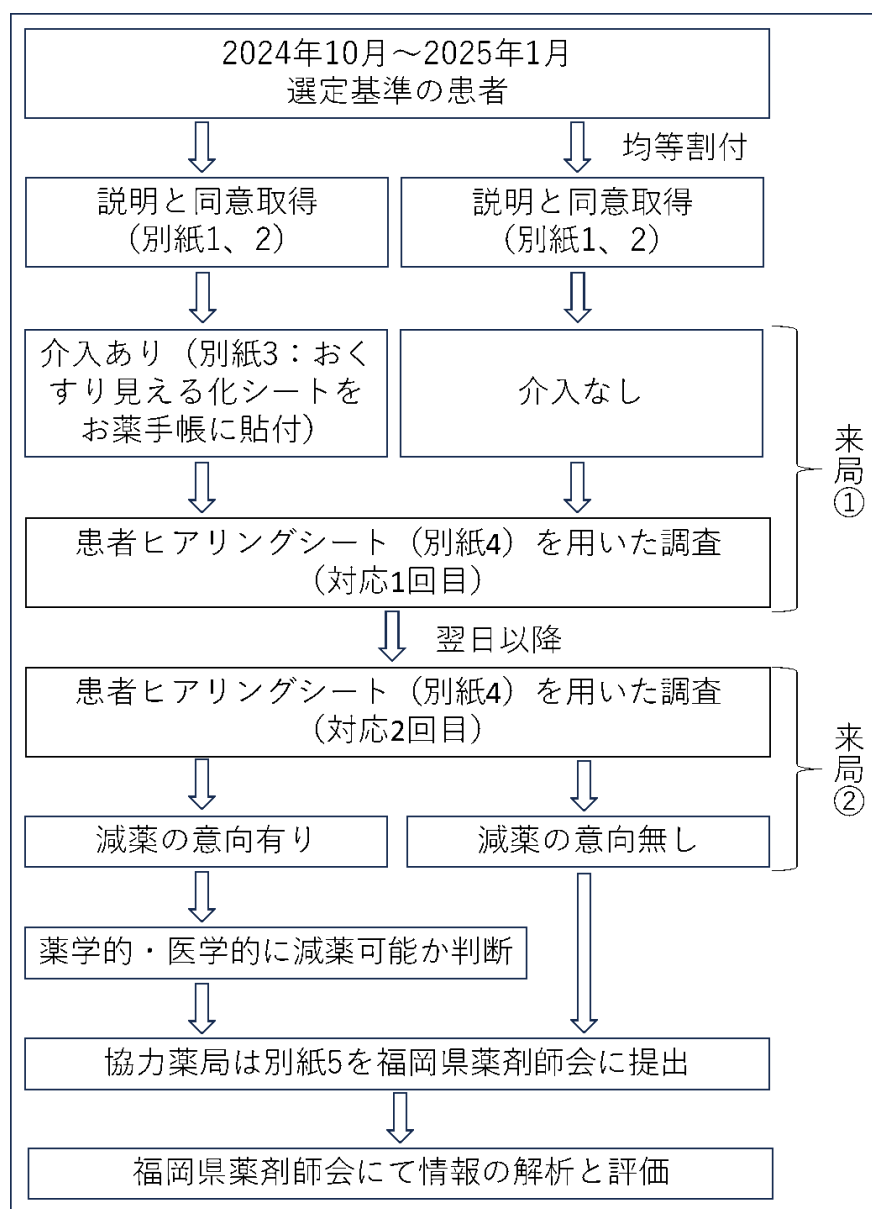 2024年10月～2025年1月
選定基準の患者
均等割付
説明と同意取得
（別紙1、2）
説明と同意取得
（別紙1、2）
介入あり（別紙3：おく
すり見える化シートを
お薬手帳に貼付）
介入なし
来局①
患者ヒアリングシート（別紙4）を用いた調査
（対応1回目）
翌日以降
患者ヒアリングシート（別紙4）を用いた調査
（対応2回目）
来局②
減薬の意向有り
減薬の意向無し
薬学的・医学的に減薬可能か判断
協力薬局は別紙5を福岡県薬剤師会に提出
福岡県薬剤師会にて情報の解析と評価